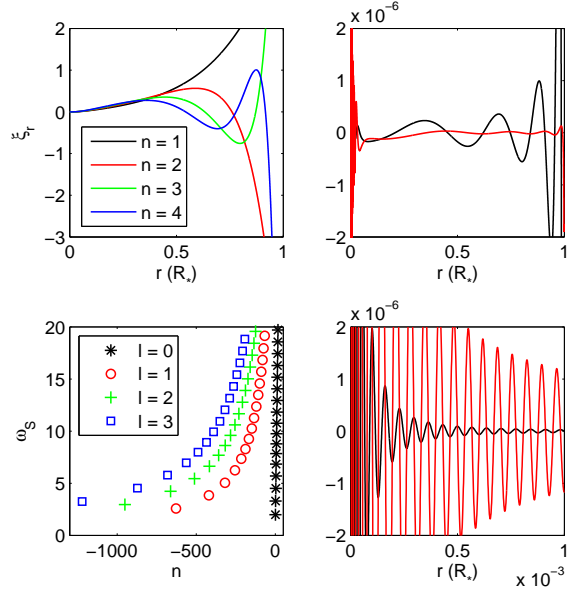 2
1
0
−1
−2
−3
ξr
0
0.5
1
r (R*)
n = 1
n = 2
n = 3
n = 4
x 10−6
2
1
0
−1
−2
0
0.5
1
r (R*)
20
15
10
5
0
ωS
−1000
−500
0
n
l = 0
l = 1
l = 2
l = 3
x 10−6
2
1
0
−1
−2
0
0.5
1
r (R*)
x 10−3